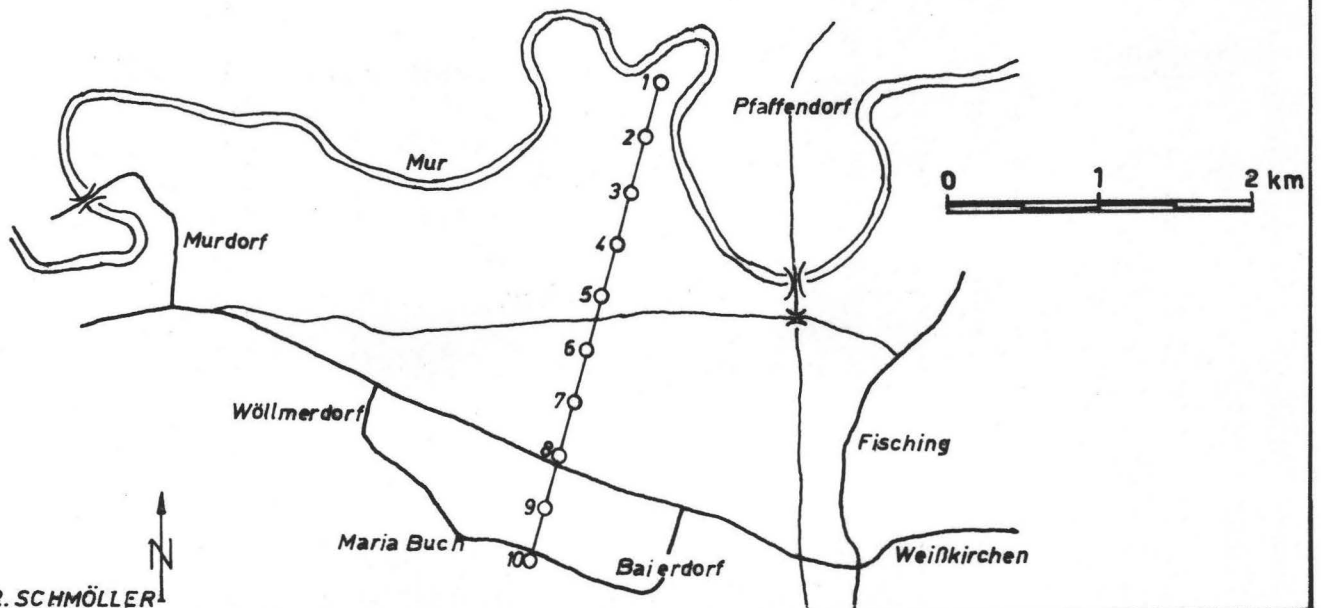 1
2
3
4
5
6
7
8
9
10
Mur
Pfaffendorf
0 1 2 km
Murdorf
Wöllmerdorf
Fisching
Maria Buch
Baierdorf
Weißkirchen
N
R. SCHMÖLLER